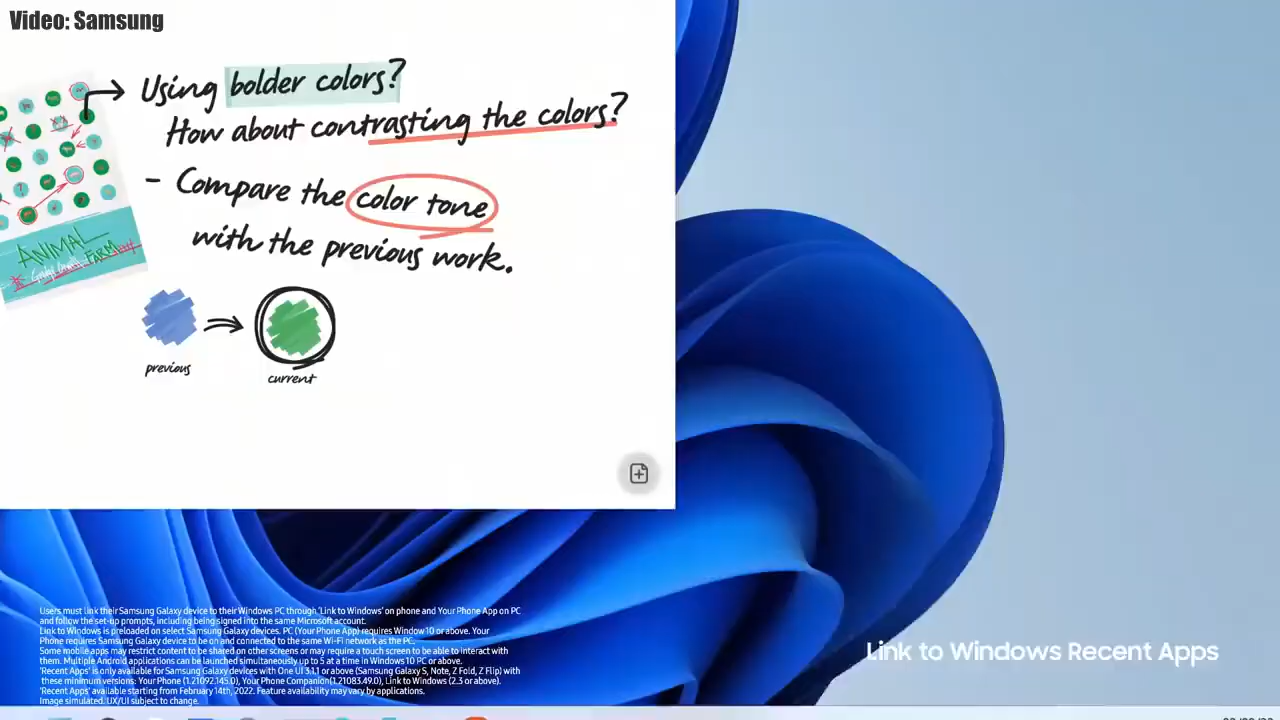 Video: Samsung
Using bolder colors?
How about contrasting the colors?
- Compare the color tone
with the previous work.
ANIMAL
FARM
previous
current
Users must link their Samsung Galaxy device to their Windows PC through 'Link to Windows' on phone and Your Phone App on PC
and follow the set-up prompts, including being signed into the same Microsoft account.
Link to Windows is preloaded on select Samsung Galaxy devices. PC (Your Phone App) requires Window 10 or above. Your
Phone requires Samsung Galaxy device to be on and connected to the same Wi-Fi network as the PC.
Some mobile apps may restrict content to be shared on other screens or may require a touch screen to be able to interact with
them. Multiple Android applications can be launched simultaneously up to 5 at a time in Windows 10 PC or above.
'Recent Apps' is only available for Samsung Galaxy devices with One UI 3.1.1 or above (Samsung Galaxy S, Note, Z Fold, Z Flip) with
these minimum versions: Your Phone (1.21092.145.0), Your Phone Companion (1.21083.49.0), Link to Windows (2.3 or above).
'Recent Apps' available starting from February 14th, 2022. Feature availability may vary by applications.
Image simulated. UX/UI subject to change.
Link to Windows Recent Apps